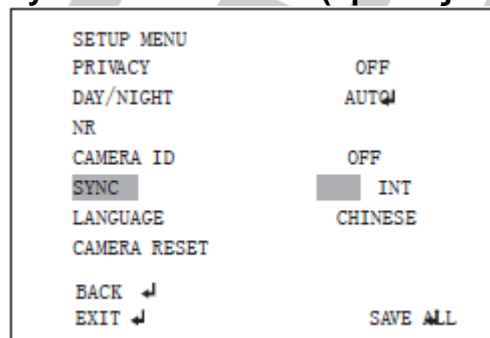 SETUP MENU
PRIVACY OFF
DAY/NIGHT AUTO↲
NR
CAMERA ID OFF
SYNC INT
LANGUAGE CHINESE
CAMERA RESET
BACK ↲
EXIT ↲ SAVE ALL